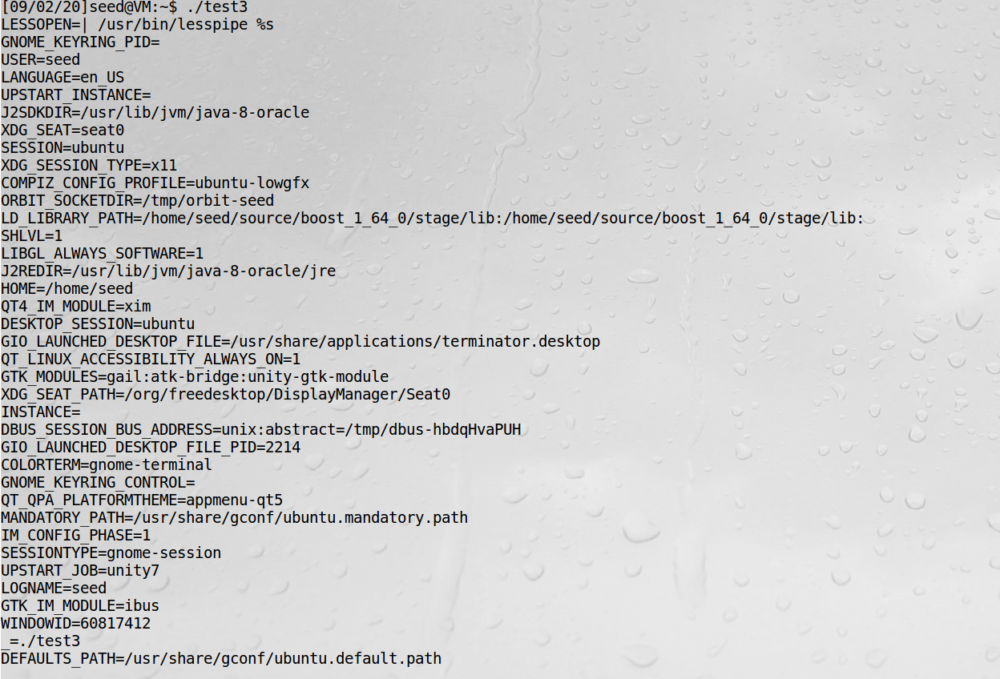 [09/02/20]seed@VM:~$ ./test3
LESSOPEN=| /usr/bin/lesspipe %s
GNOME_KEYRING_PID=
USER=seed
LANGUAGE=en_US
UPSTART_INSTANCE=
J2SDKDIR=/usr/lib/jvm/java-8-oracle
XDG_SEAT=seat0
SESSION=ubuntu
XDG_SESSION_TYPE=x11
COMPIZ_CONFIG_PROFILE=ubuntu-lowgfx
ORBIT_SOCKETDIR=/tmp/orbit-seed
LD_LIBRARY_PATH=/home/seed/source/boost_1_64_0/stage/lib:/home/seed/source/boost_1_64_0/stage/lib:
SHLVL=1
LIBGL_ALWAYS_SOFTWARE=1
J2REDIR=/usr/lib/jvm/java-8-oracle/jre
HOME=/home/seed
QT4_IM_MODULE=xim
DESKTOP_SESSION=ubuntu
GIO_LAUNCHED_DESKTOP_FILE=/usr/share/applications/terminator.desktop
QT_LINUX_ACCESSIBILITY_ALWAYS_ON=1
GTK_MODULES=gail:atk-bridge:unity-gtk-module
XDG_SEAT_PATH=/org/freedesktop/DisplayManager/Seat0
INSTANCE=
DBUS_SESSION_BUS_ADDRESS=unix:abstract=/tmp/dbus-hbdqHvaPUH
GIO_LAUNCHED_DESKTOP_FILE_PID=2214
COLORTERM=gnome-terminal
GNOME_KEYRING_CONTROL=
QT_QPA_PLATFORMTHEME=appmenu-qt5
MANDATORY_PATH=/usr/share/gconf/ubuntu.mandatory.path
IM_CONFIG_PHASE=1
SESSIONTYPE=gnome-session
UPSTART_JOB=unity7
LOGNAME=seed
GTK_IM_MODULE=ibus
WINDOWID=60817412
_=./test3
DEFAULTS_PATH=/usr/share/gconf/ubuntu.default.path